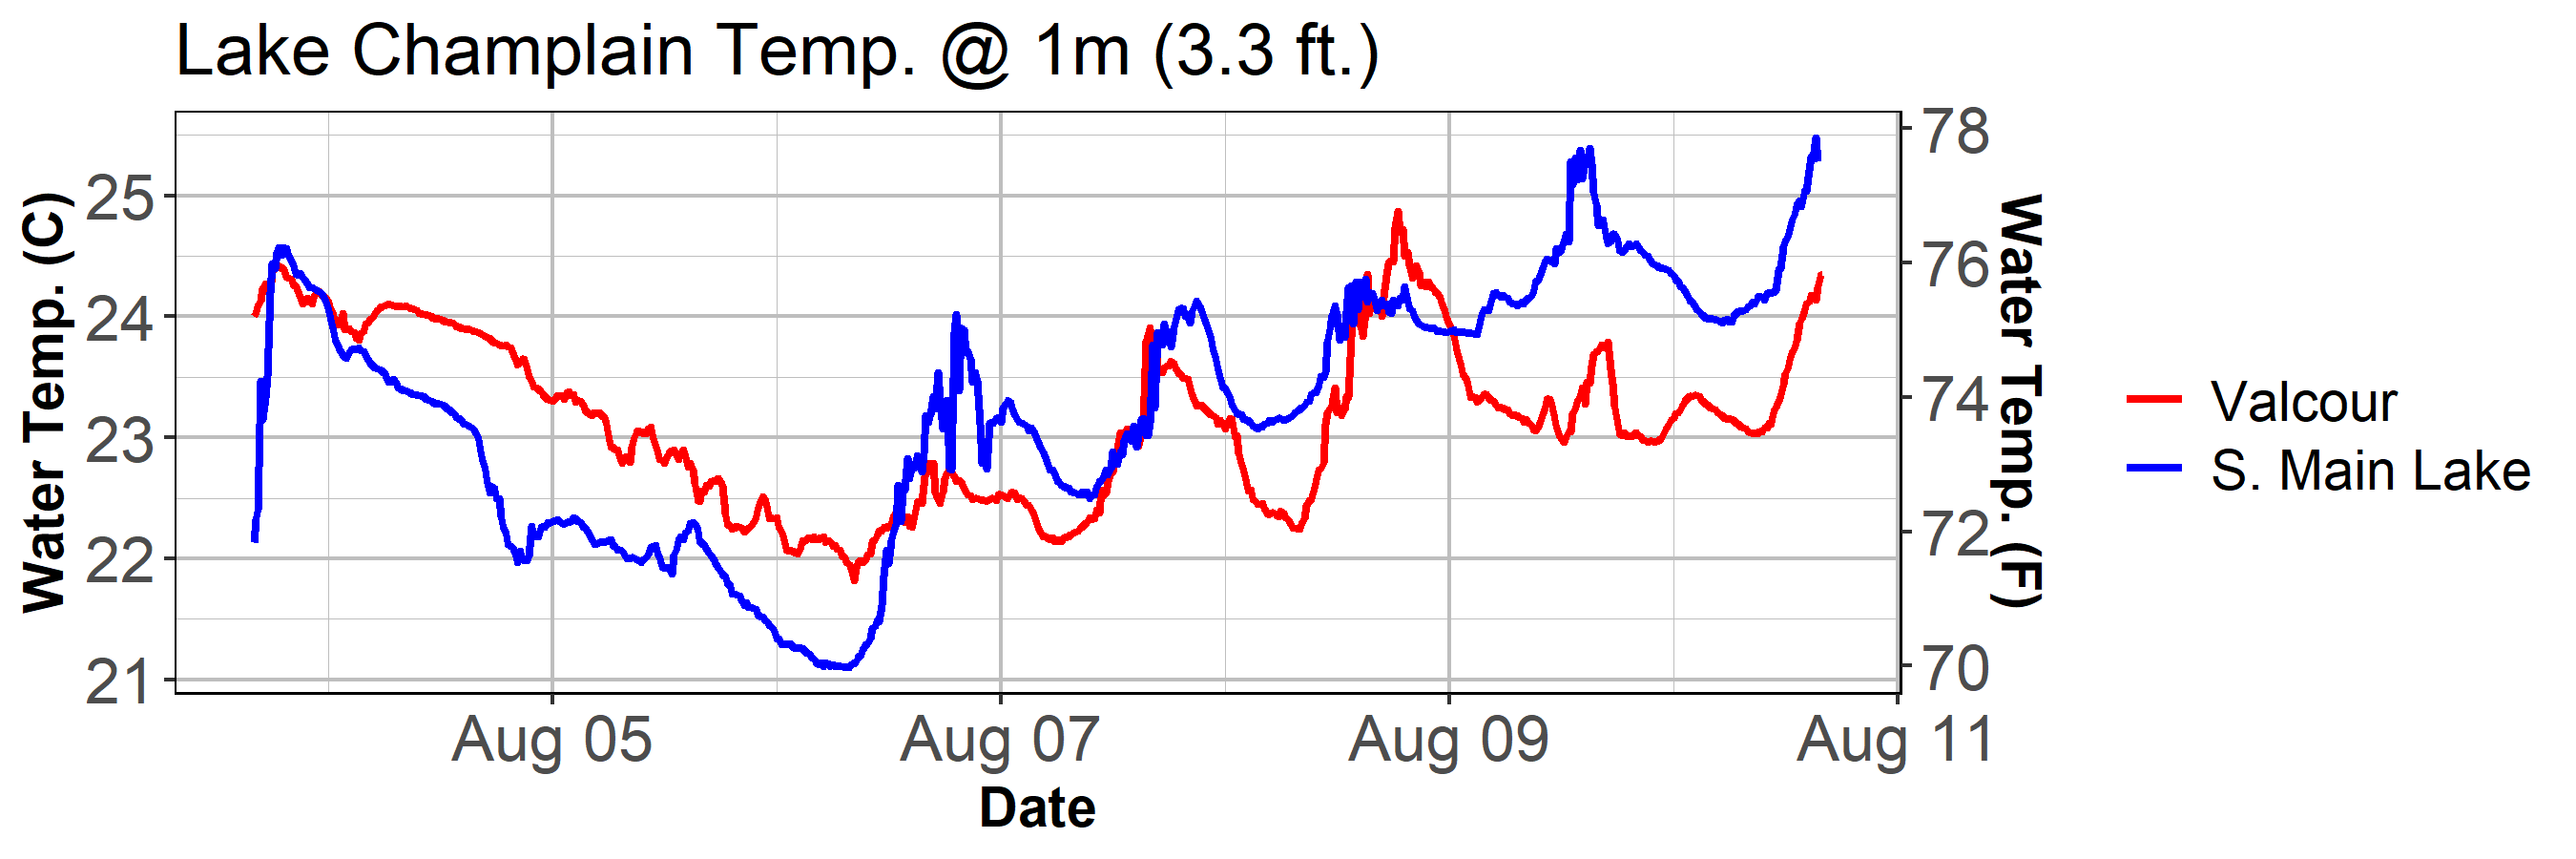 Lake Champlain Temp. @ 1m (3.3 ft.)
Water Temp. (C)
25
24
23
22
21
78
76
74
72
70
Water Temp. (F)
Aug 05
Aug 07
Aug 09
Aug 11
Date
Valcour
S. Main Lake